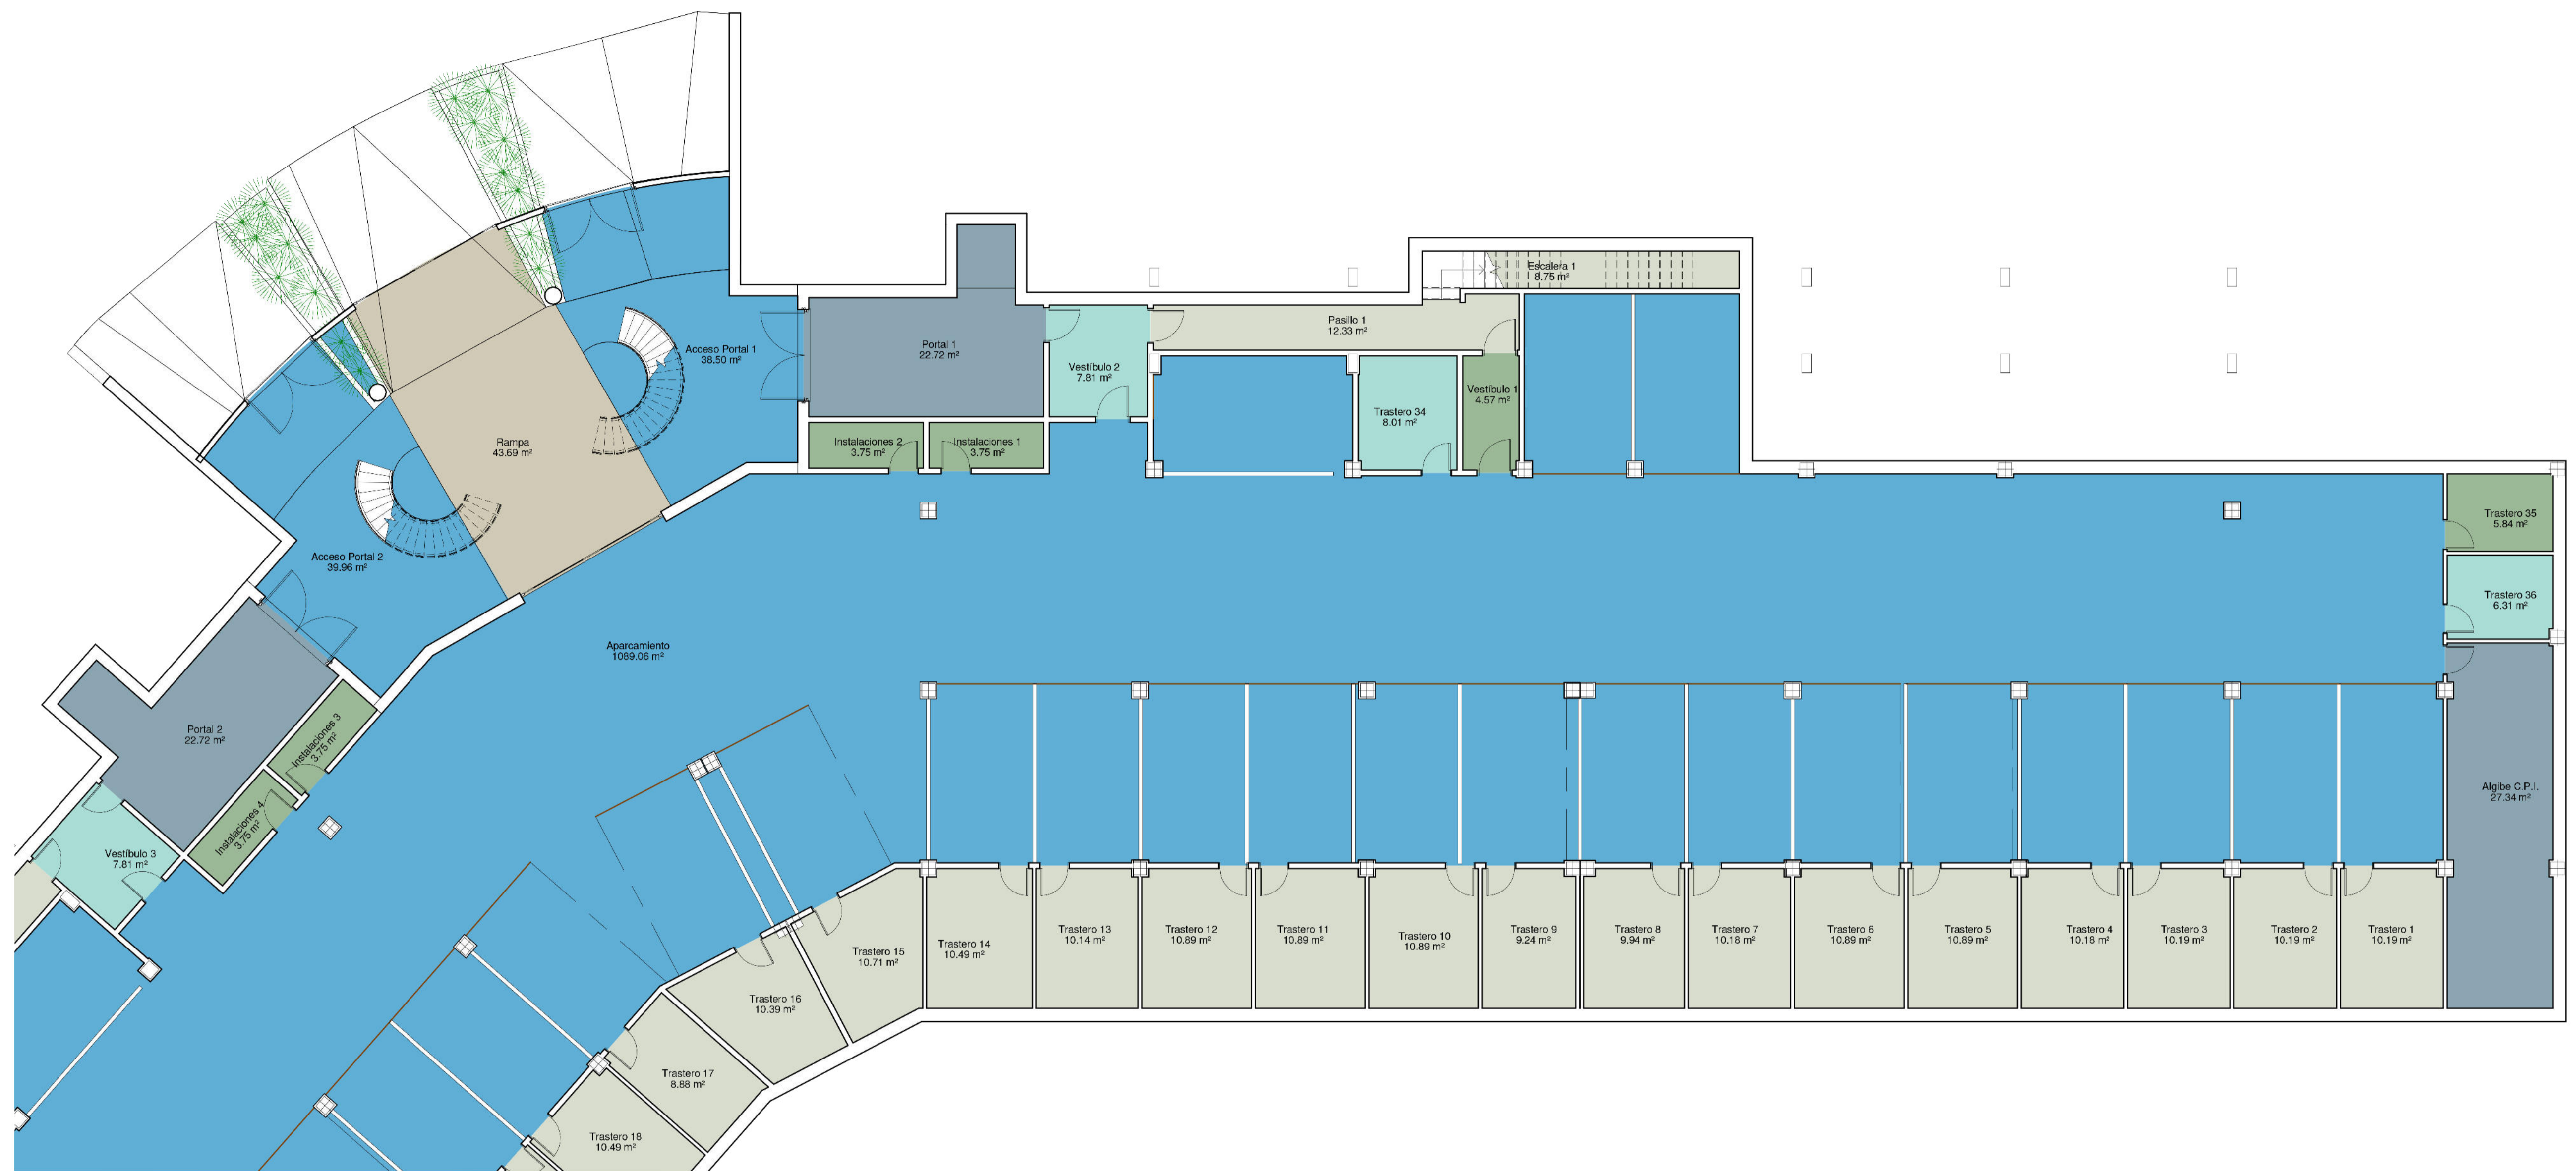 Escalera 1
8.75 m²
Pasillo 1
12.33 m²
Acceso Portal 1
38.50 m²
Portal 1
22.72 m²
Vestíbulo 2
7.81 m²
Vestíbulo 1
4.57 m²
Trastero 34
8.01 m²
Rampa
43.69 m²
Instalaciones 2
3.75 m²
Instalaciones 1
3.75 m²
Trastero 35
5.84 m²
Acceso Portal 2
39.96 m²
Trastero 36
6.31 m²
Aparcamiento
1089.06 m²
Portal 2
22.72 m²
Instalaciones 3
3.75 m²
Algibe C.P.I.
27.34 m²
Instalaciones 4
3.75 m²
Vestíbulo 3
7.81 m²
Trastero 15
10.71 m²
Trastero 14
10.49 m²
Trastero 13
10.14 m²
Trastero 12
10.89 m²
Trastero 11
10.89 m²
Trastero 10
10.89 m²
Trastero 9
9.24 m²
Trastero 8
9.94 m²
Trastero 7
10.18 m²
Trastero 6
10.89 m²
Trastero 5
10.89 m²
Trastero 4
10.18 m²
Trastero 3
10.19 m²
Trastero 2
10.19 m²
Trastero 1
10.19 m²
Trastero 16
10.39 m²
Trastero 17
8.88 m²
Trastero 18
10.49 m²